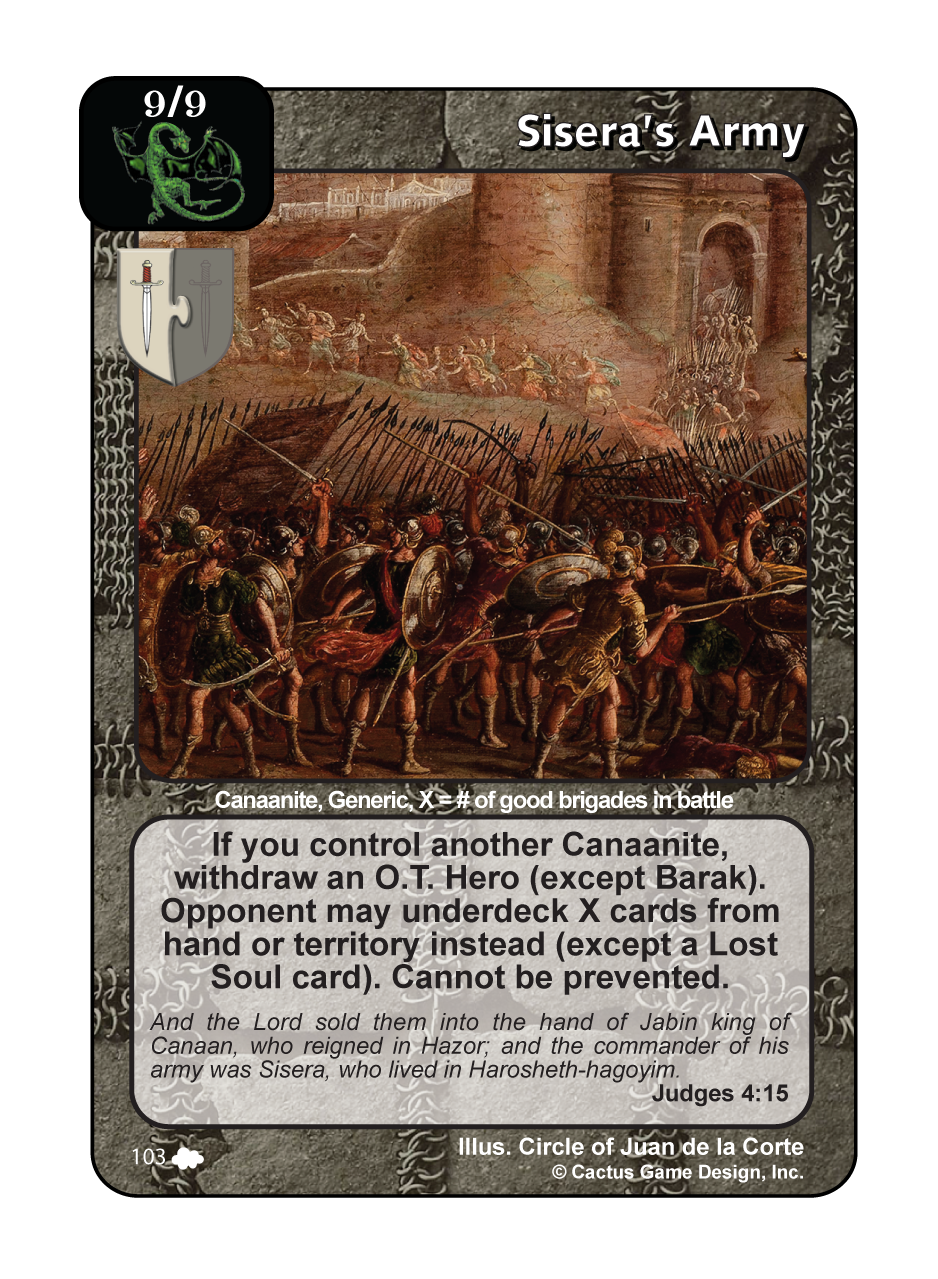 9/9
Sisera's Army
Canaanite, Generic, X = # of good brigades in battle
If you control another Canaanite,
withdraw an O.T. Hero (except Barak).
Opponent may underdeck X cards from
hand or territory instead (except a Lost
Soul card). Cannot be prevented.
And the Lord sold them into the hand of Jabin king of
Canaan, who reigned in Hazor; and the commander of his
army was Sisera, who lived in Harosheth-hagoyim.
Judges 4:15
103
Illus. Circle of Juan de la Corte
© Cactus Game Design, Inc.